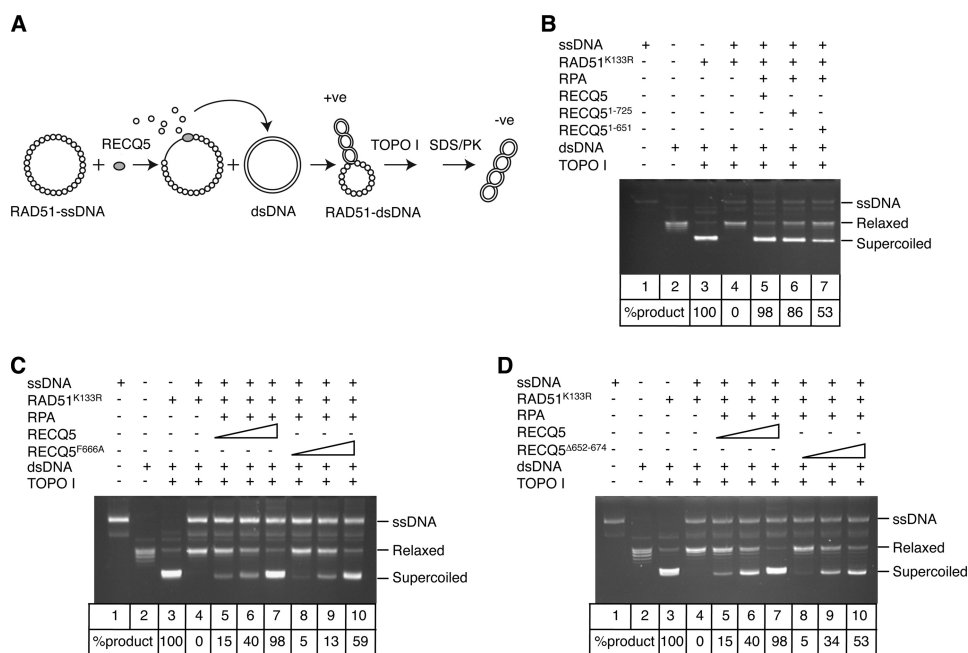 A
+ve
-ve
RECQ5
TOPO I
SDS/PK
+
+
RAD51-ssDNA
dsDNA
RAD51-dsDNA
B
ssDNA + - - + + + +
RAD51K133R - - + + + + +
RPA - - - - + + +
RECQ5 - - - - + - -
RECQ51-725 - - - - - + -
RECQ51-651 - - - - - - +
dsDNA - + + + + + +
TOPO I - - + + + + +
ssDNA
Relaxed
Supercoiled
1 2 3 4 5 6 7
%product 100 0 98 86 53
C
ssDNA + - - + + + + + + +
RAD51K133R - - + + + + + + + +
RPA - - - - + + + + + +
RECQ5 - - - - - - -
RECQ5F666A - - - - - - -
dsDNA - + + + + + + + + +
TOPO I - - + + + + + + + +
ssDNA
Relaxed
Supercoiled
1 2 3 4 5 6 7 8 9 10
%product 100 0 15 40 98 5 13 59
D
ssDNA + - - + + + + + + +
RAD51K133R - - + + + + + + + +
RPA - - - - + + + + + +
RECQ5 - - - - - - -
RECQ5Δ652-674 - - - - - - -
dsDNA - + + + + + + + + +
TOPO I - - + + + + + + + +
ssDNA
Relaxed
Supercoiled
1 2 3 4 5 6 7 8 9 10
%product 100 0 15 40 98 5 34 53